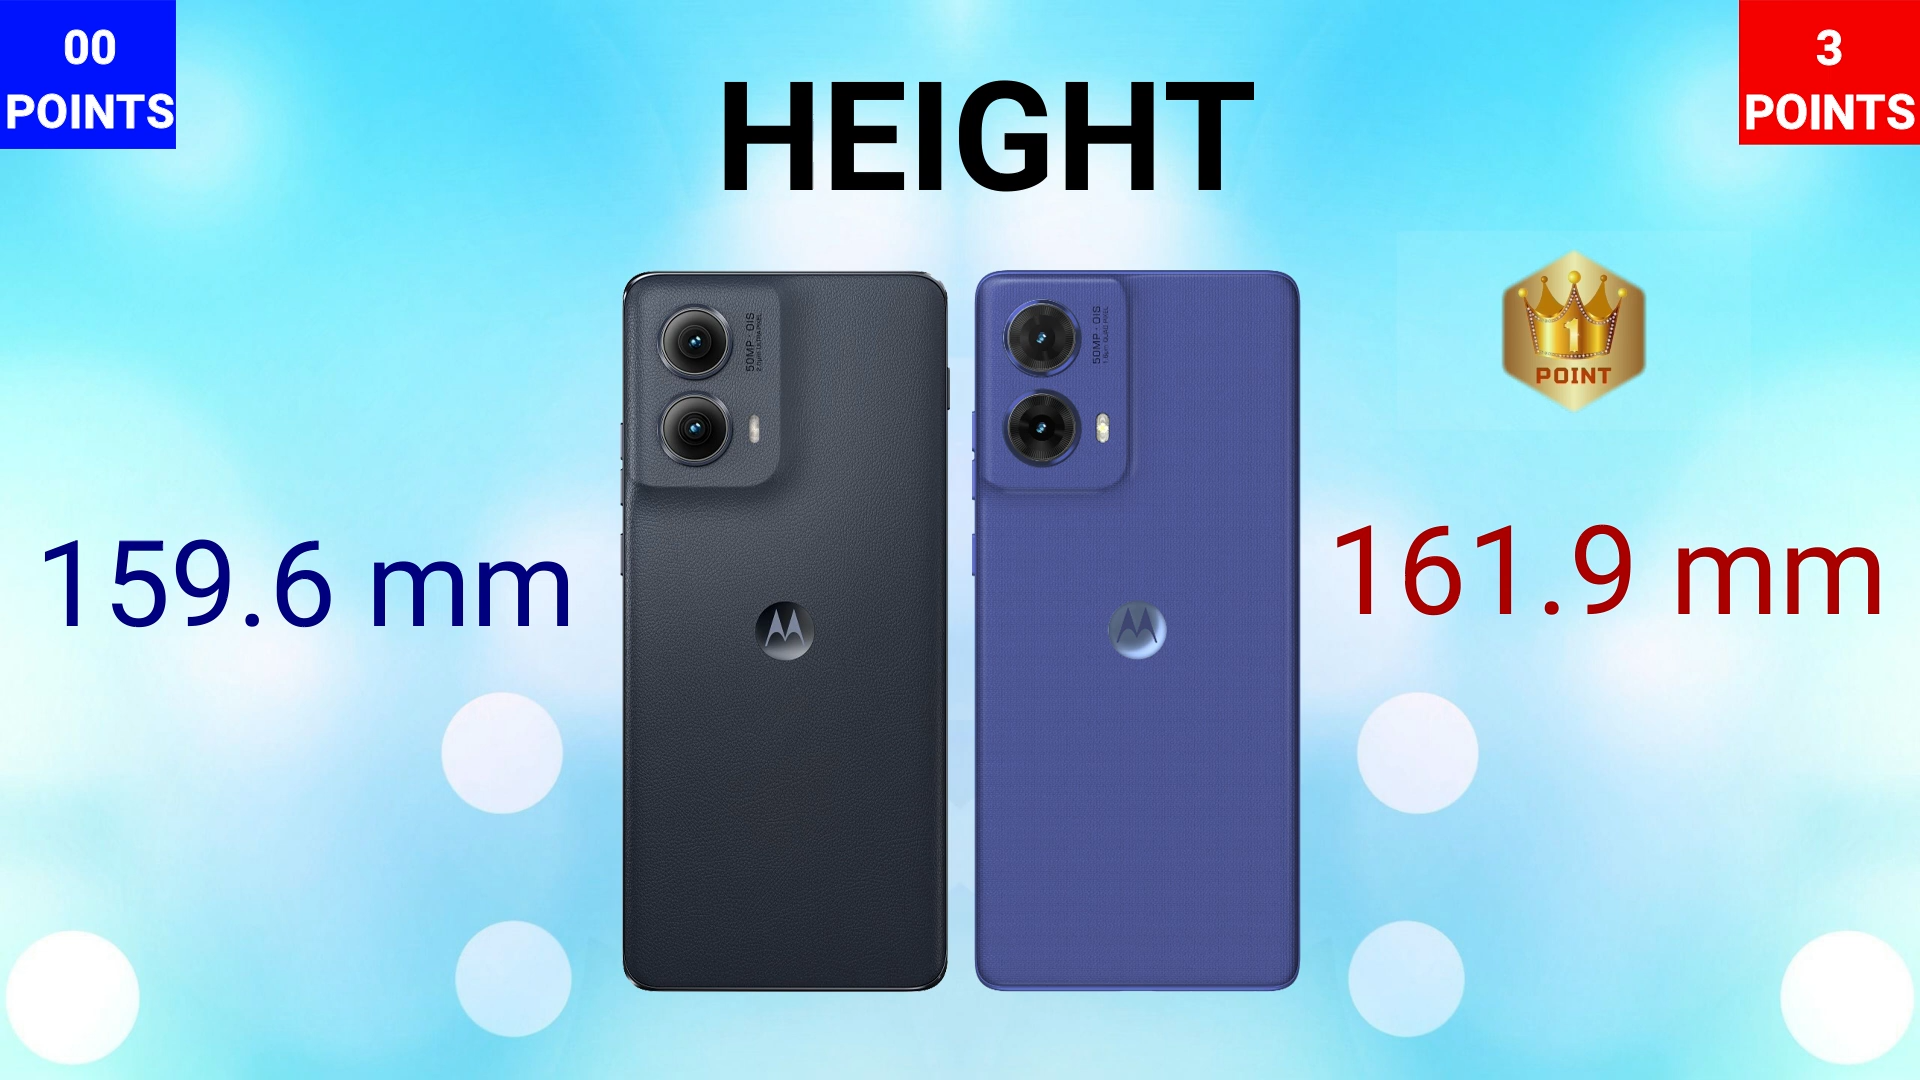 00
POINTS
HEIGHT
3
POINTS
1
POINT
50MP - OIS
50MP - OIS
159.6 mm
161.9 mm